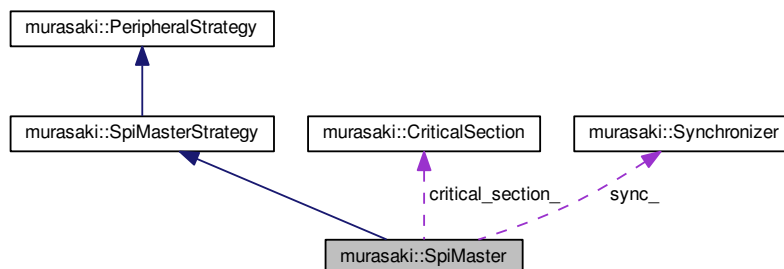 murasaki::PeripheralStrategy
murasaki::SpiMasterStrategy
murasaki::CriticalSection
murasaki::Synchronizer
critical_section_
sync_
murasaki::SpiMaster